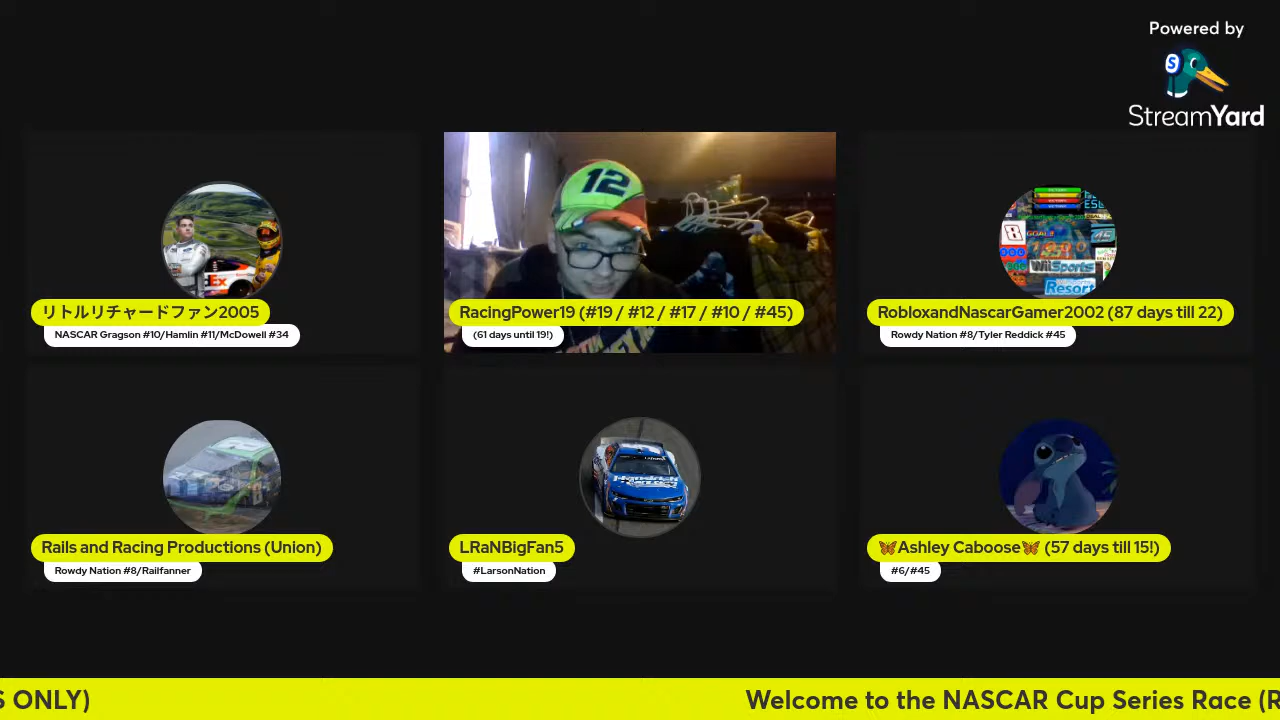 Powered by
StreamYard
12
リトルリチャードファン2005
NASCAR Gragson #10/Hamlin #11/McDowell #34
RacingPower19 (#19 / #12 / #17 / #10 / #45)
(61 days until 19!)
RobloxandNascarGamer2002 (87 days till 22)
Rowdy Nation #8/Tyler Reddick #45
Rails and Racing Productions (Union)
Rowdy Nation #8/Railfanner
LRaNBigFan5
#LarsonNation
🦋Ashley Caboose🦋 (57 days till 15!)
#6/#45
S ONLY)
Welcome to the NASCAR Cup Series Race (R